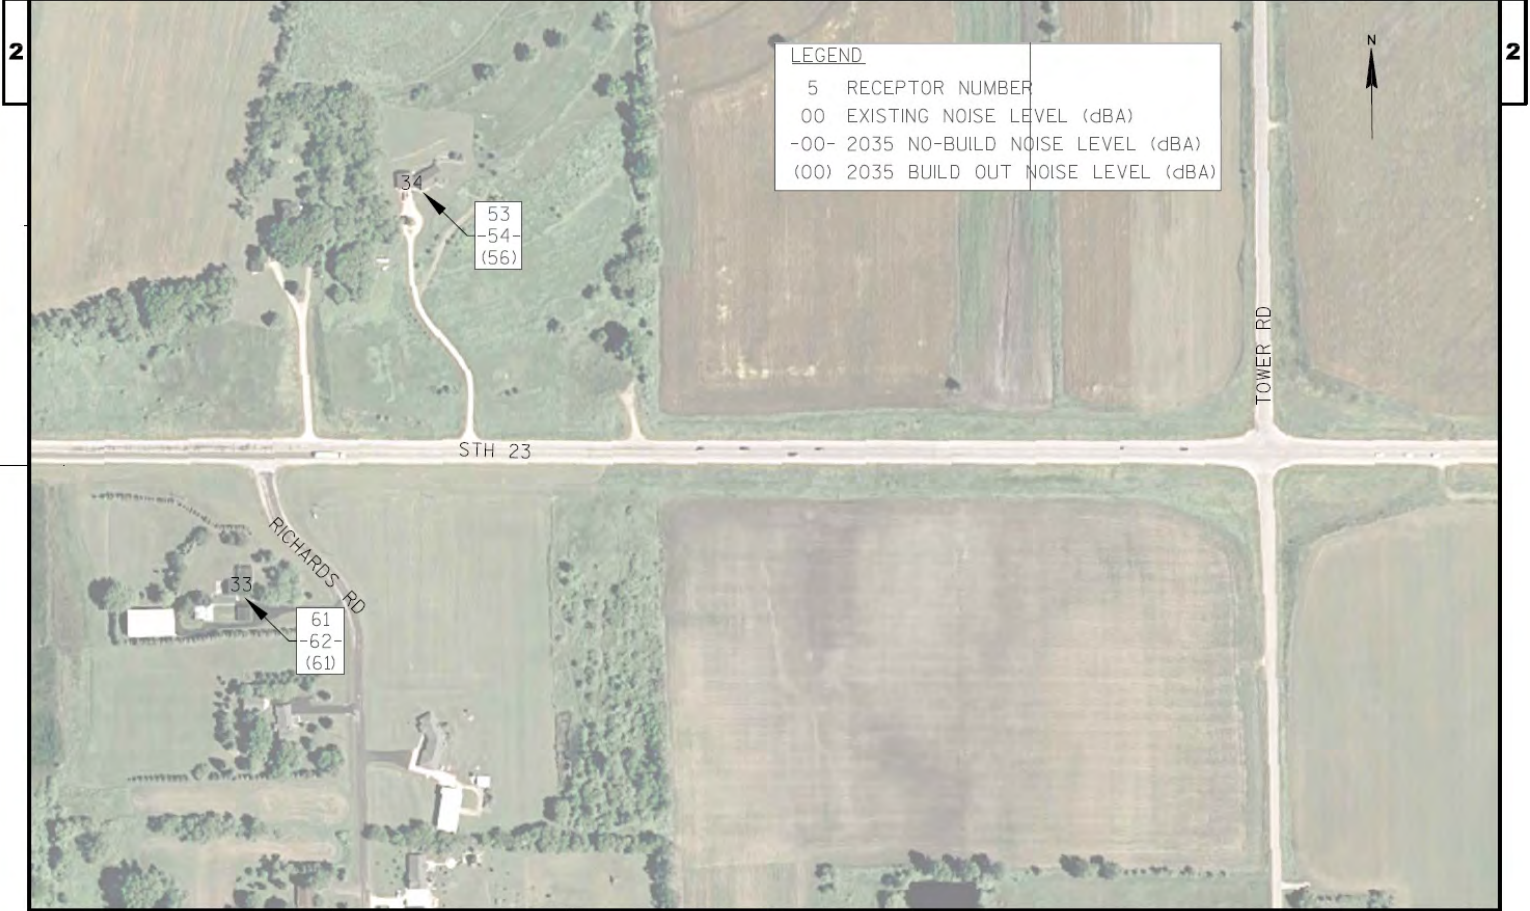 2
2
LEGEND
5 RECEPTOR NUMBER
00 EXISTING NOISE LEVEL (dBA)
-00- 2035 NO-BUILD NOISE LEVEL (dBA)
(00) 2035 BUILD OUT NOISE LEVEL (dBA)
N
34
53
-54-
(56)
TOWER RD
STH 23
RICHARDS RD
33
61
-62-
(61)